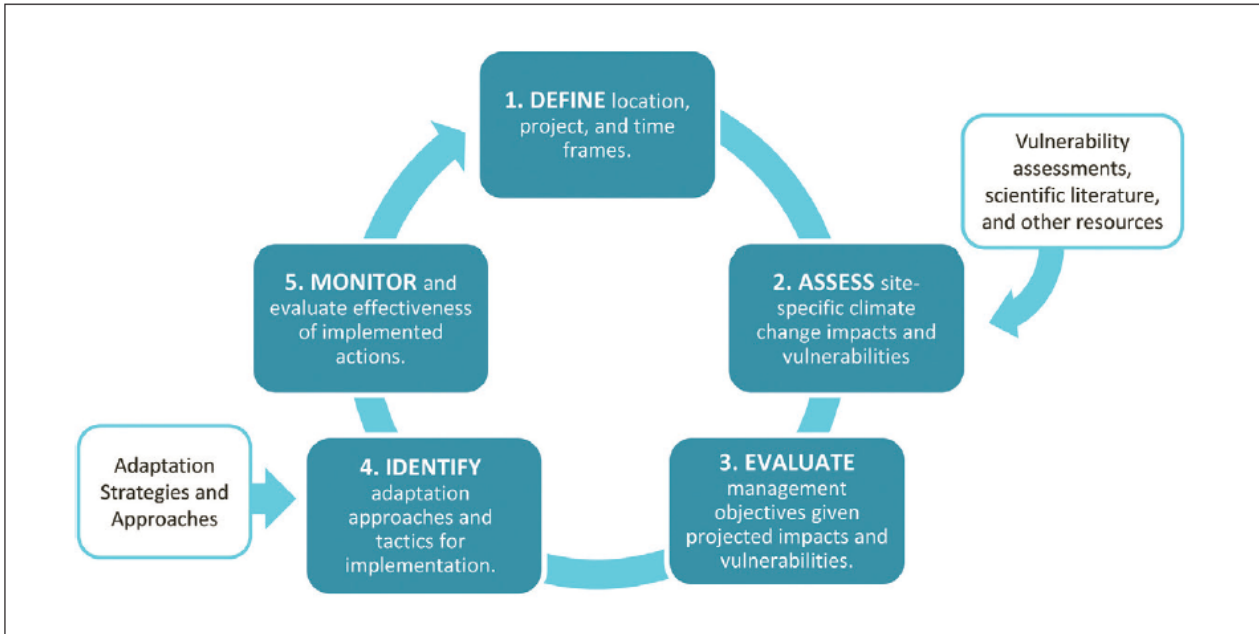 1. DEFINE location,
project, and time
frames.
Vulnerability
assessments,
scientific literature,
and other resources
2. ASSESS site-
specific climate
change impacts and
vulnerabilities
3. EVALUATE
management
objectives given
projected impacts and
vulnerabilities.
4. IDENTIFY
adaptation
approaches and
tactics for
implementation.
Adaptation
Strategies and
Approaches
5. MONITOR and
evaluate effectiveness
of implemented
actions.